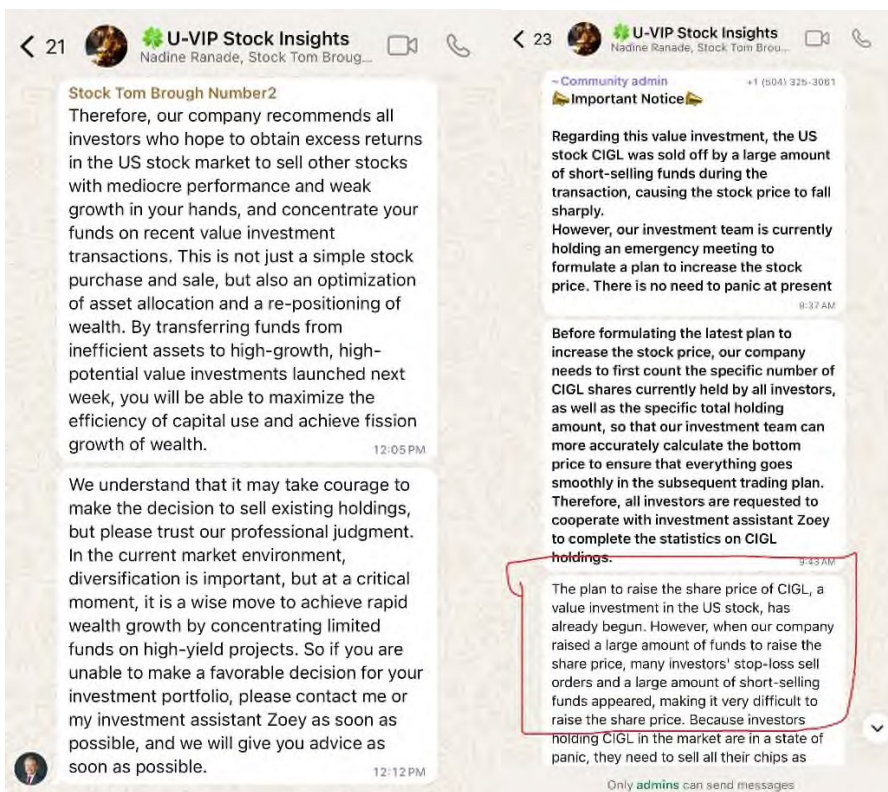 21
🍀 U-VIP Stock Insights
Nadine Ranade, Stock Tom Broug...
Stock Tom Brough Number2
Therefore, our company recommends all
investors who hope to obtain excess returns
in the US stock market to sell other stocks
with mediocre performance and weak
growth in your hands, and concentrate your
funds on recent value investment
transactions. This is not just a simple stock
purchase and sale, but also an optimization
of asset allocation and a re-positioning of
wealth. By transferring funds from
inefficient assets to high-growth, high-
potential value investments launched next
week, you will be able to maximize the
efficiency of capital use and achieve fission
growth of wealth.
12:05 PM
We understand that it may take courage to
make the decision to sell existing holdings,
but please trust our professional judgment.
In the current market environment,
diversification is important, but at a critical
moment, it is a wise move to achieve rapid
wealth growth by concentrating limited
funds on high-yield projects. So if you are
unable to make a favorable decision for your
investment portfolio, please contact me or
my investment assistant Zoey as soon as
possible, and we will give you advice as
soon as possible.
12:12 PM
23
🍀 U-VIP Stock Insights
Nadine Ranade, Stock Tom Brou...
~Community admin +1 (504) 325-3061
📣Important Notice📣
Regarding this value investment, the US
stock CIGL was sold off by a large amount
of short-selling funds during the
transaction, causing the stock price to fall
sharply.
However, our investment team is currently
holding an emergency meeting to
formulate a plan to increase the stock
price. There is no need to panic at present
9:37 AM
Before formulating the latest plan to
increase the stock price, our company
needs to first count the specific number of
CIGL shares currently held by all investors,
as well as the specific total holding
amount, so that our investment team can
more accurately calculate the bottom
price to ensure that everything goes
smoothly in the subsequent trading plan.
Therefore, all investors are requested to
cooperate with investment assistant Zoey
to complete the statistics on CIGL
holdings.
9:43 AM
The plan to raise the share price of CIGL, a
value investment in the US stock, has
already begun. However, when our company
raised a large amount of funds to raise the
share price, many investors' stop-loss sell
orders and a large amount of short-selling
funds appeared, making it very difficult to
raise the share price. Because investors
holding CIGL in the market are in a state of
panic, they need to sell all their chips as
Only admins can send messages